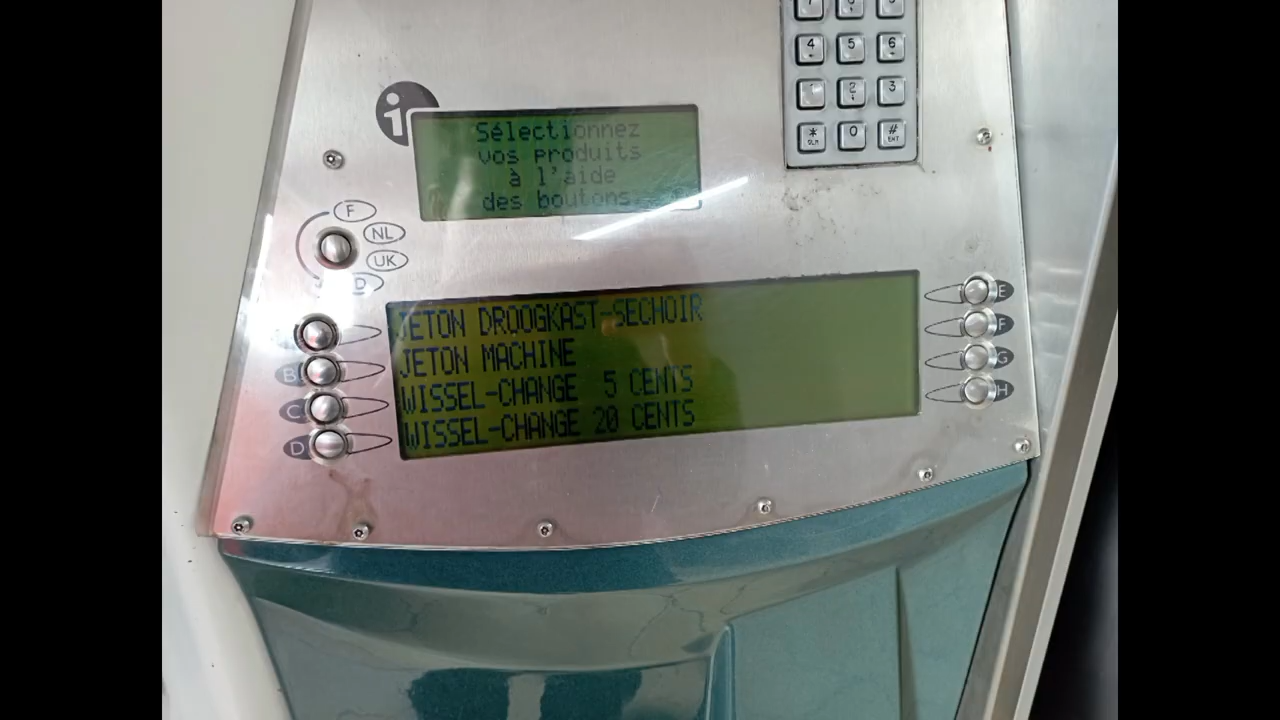 4 5 6
2 3
* 0 #
i
Sélectionnez
vos produits
à l'aide
des boutons
F
NL
UK
D
JETON DROOGKAST-SECHOIR
JETON MACHINE
WISSEL-CHANGE 5 CENTS
WISSEL-CHANGE 20 CENTS
B
C
D
E
F
G
H